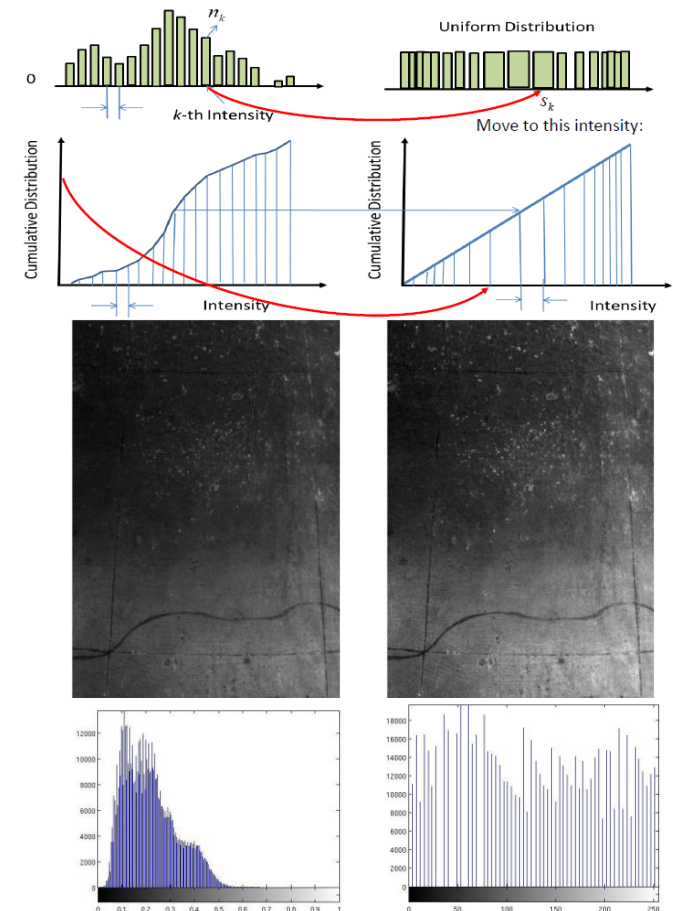 n_k
Uniform Distribution
O
k-th Intensity
S_k
Move to this intensity:
Cumulative Distribution
Cumulative Distribution
Intensity
Intensity
12000
10000
8000
6000
4000
2000
0
0 0.1 0.2 0.3 0.4 0.5 0.6 0.7 0.8 0.9 1
18000
16000
14000
12000
10000
8000
6000
4000
2000
0
0 50 100 150 200 250